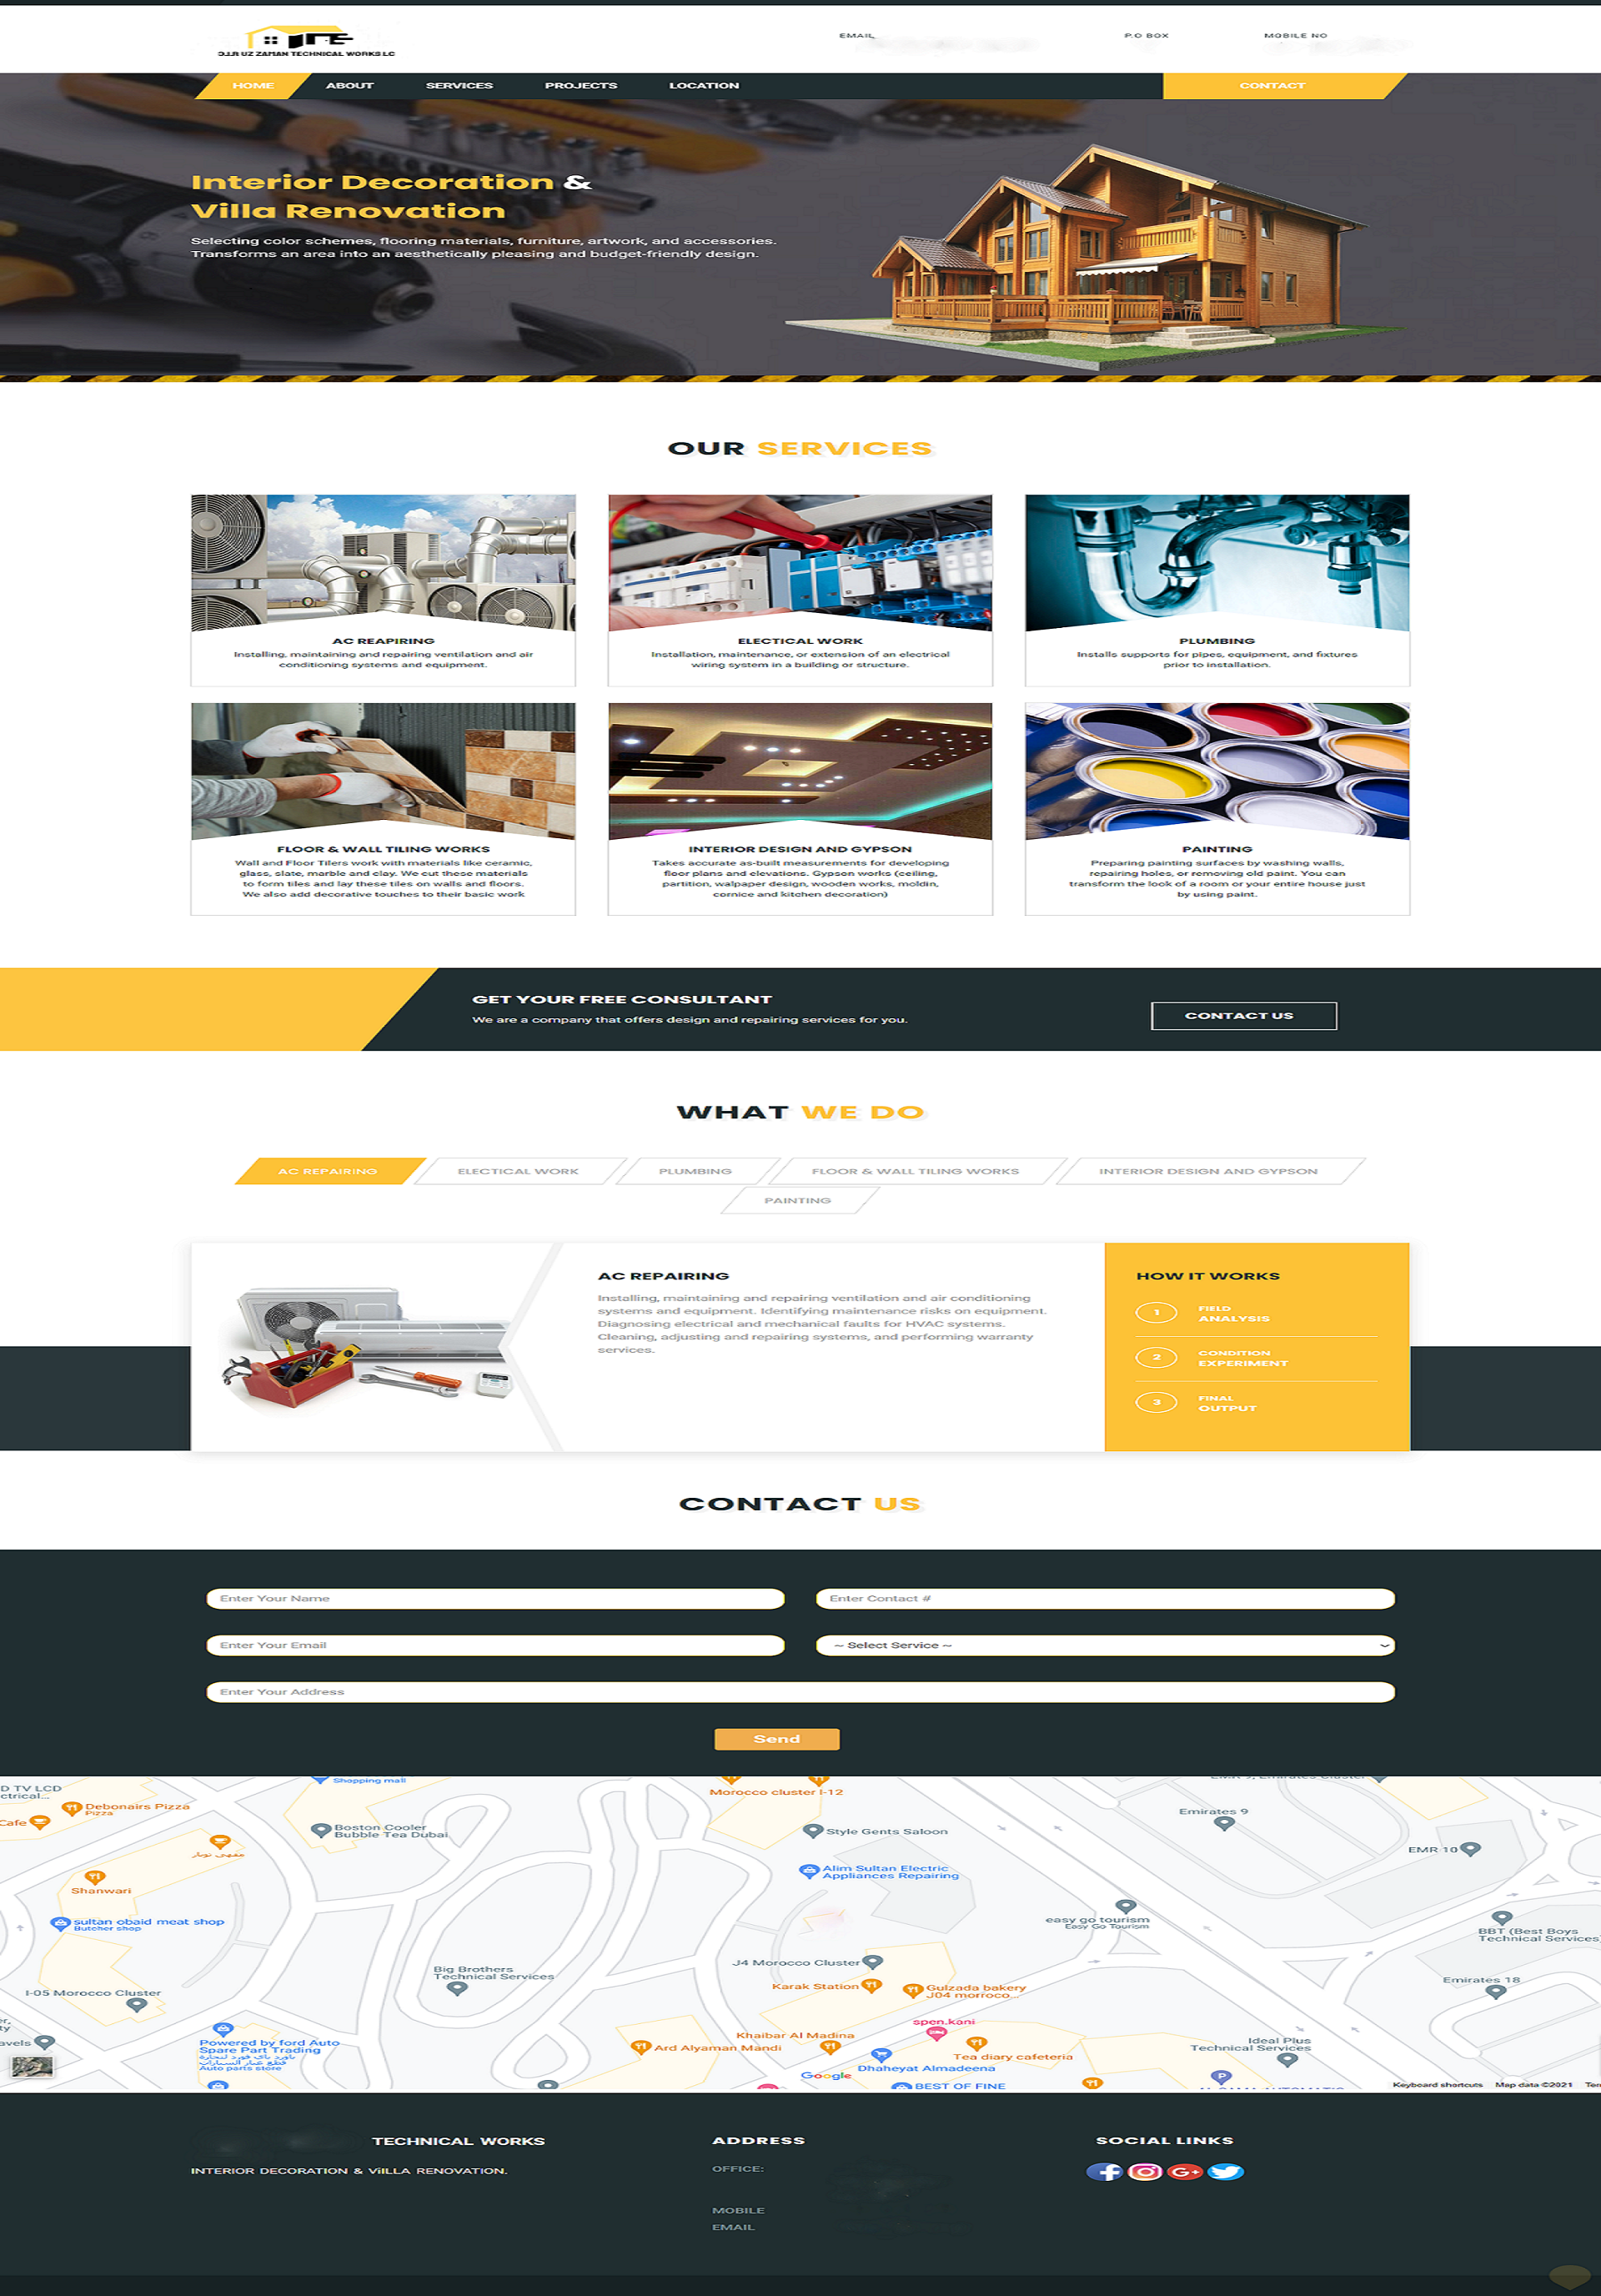 UZ ZAMAN TECHNICAL WORKS LC
EMAIL
P.O BOX
MOBILE NO
HOME
ABOUT
SERVICES
PROJECTS
LOCATION
CONTACT
Interior Decoration &
Villa Renovation
Selecting color schemes, flooring materials, furniture, artwork, and accessories.
Transforms an area into an aesthetically pleasing and budget-friendly design.
OUR SERVICES
AC REAPIRING
Installing, maintaining and repairing ventilation and air
conditioning systems and equipment.
ELECTICAL WORK
Installation, maintenance, or extension of an electrical
wiring system in a building or structure.
PLUMBING
Installs supports for pipes, equipment, and fixtures
prior to installation.
FLOOR & WALL TILING WORKS
Wall and Floor Tilers work with materials like ceramic,
glass, slate, marble and clay. We cut these materials
to form tiles and lay these tiles on walls and floors.
We also add decorative touches to their basic work
INTERIOR DESIGN AND GYPSON
Takes accurate as-built measurements for developing
floor plans and elevations. Gypson works (ceiling,
partition, walpaper design, wooden works, moldin,
cornice and kitchen decoration)
PAINTING
Preparing painting surfaces by washing walls,
repairing holes, or removing old paint. You can
transform the look of a room or your entire house just
by using paint.
GET YOUR FREE CONSULTANT
We are a company that offers design and repairing services for you.
CONTACT US
WHAT WE DO
AC REPAIRING
ELECTICAL WORK
PLUMBING
FLOOR & WALL TILING WORKS
INTERIOR DESIGN AND GYPSON
PAINTING
AC REPAIRING
Installing, maintaining and repairing ventilation and air conditioning
systems and equipment. Identifying maintenance risks on equipment.
Diagnosing electrical and mechanical faults for HVAC systems.
Cleaning, adjusting and repairing systems, and performing warranty
services.
HOW IT WORKS
1
FIELD
ANALYSIS
2
CONDITION
EXPERIMENT
3
FINAL
OUTPUT
CONTACT US
Enter Your Name
Enter Contact #
Enter Your Email
~ Select Service ~
Enter Your Address
Send
D TV LCD
ctrical...
Shopping mall
Debonairs Pizza
Pizza
Cafe
Boston Cooler
Bubble Tea Dubai
Morocco cluster I-12
Style Gents Saloon
Emirates 9
EMR 10
Alim Sultan Electric
Appliances Repairing
Shanwari
sultan obaid meat shop
Butcher shop
easy go tourism
Easy Go Tourism
BBT (Best Boys
Technical Services
J4 Morocco Cluster
Big Brothers
Technical Services
Karak Station
Gulzada bakery
J04 morroco...
Emirates 18
I-05 Morocco Cluster
spen.kani
Khaibar Al Madina
Ard Alyaman Mandi
Tea diary cafeteria
Ideal Plus
Technical Services
avels
Powered by ford Auto
Spare Part Trading
Auto parts store
Dhaheyat Almadeena
Google
BEST OF FINE
Keyboard shortcuts
Map data ©2021
Ter
TECHNICAL WORKS
INTERIOR DECORATION & VIILLA RENOVATION.
ADDRESS
OFFICE:
MOBILE
EMAIL
SOCIAL LINKS